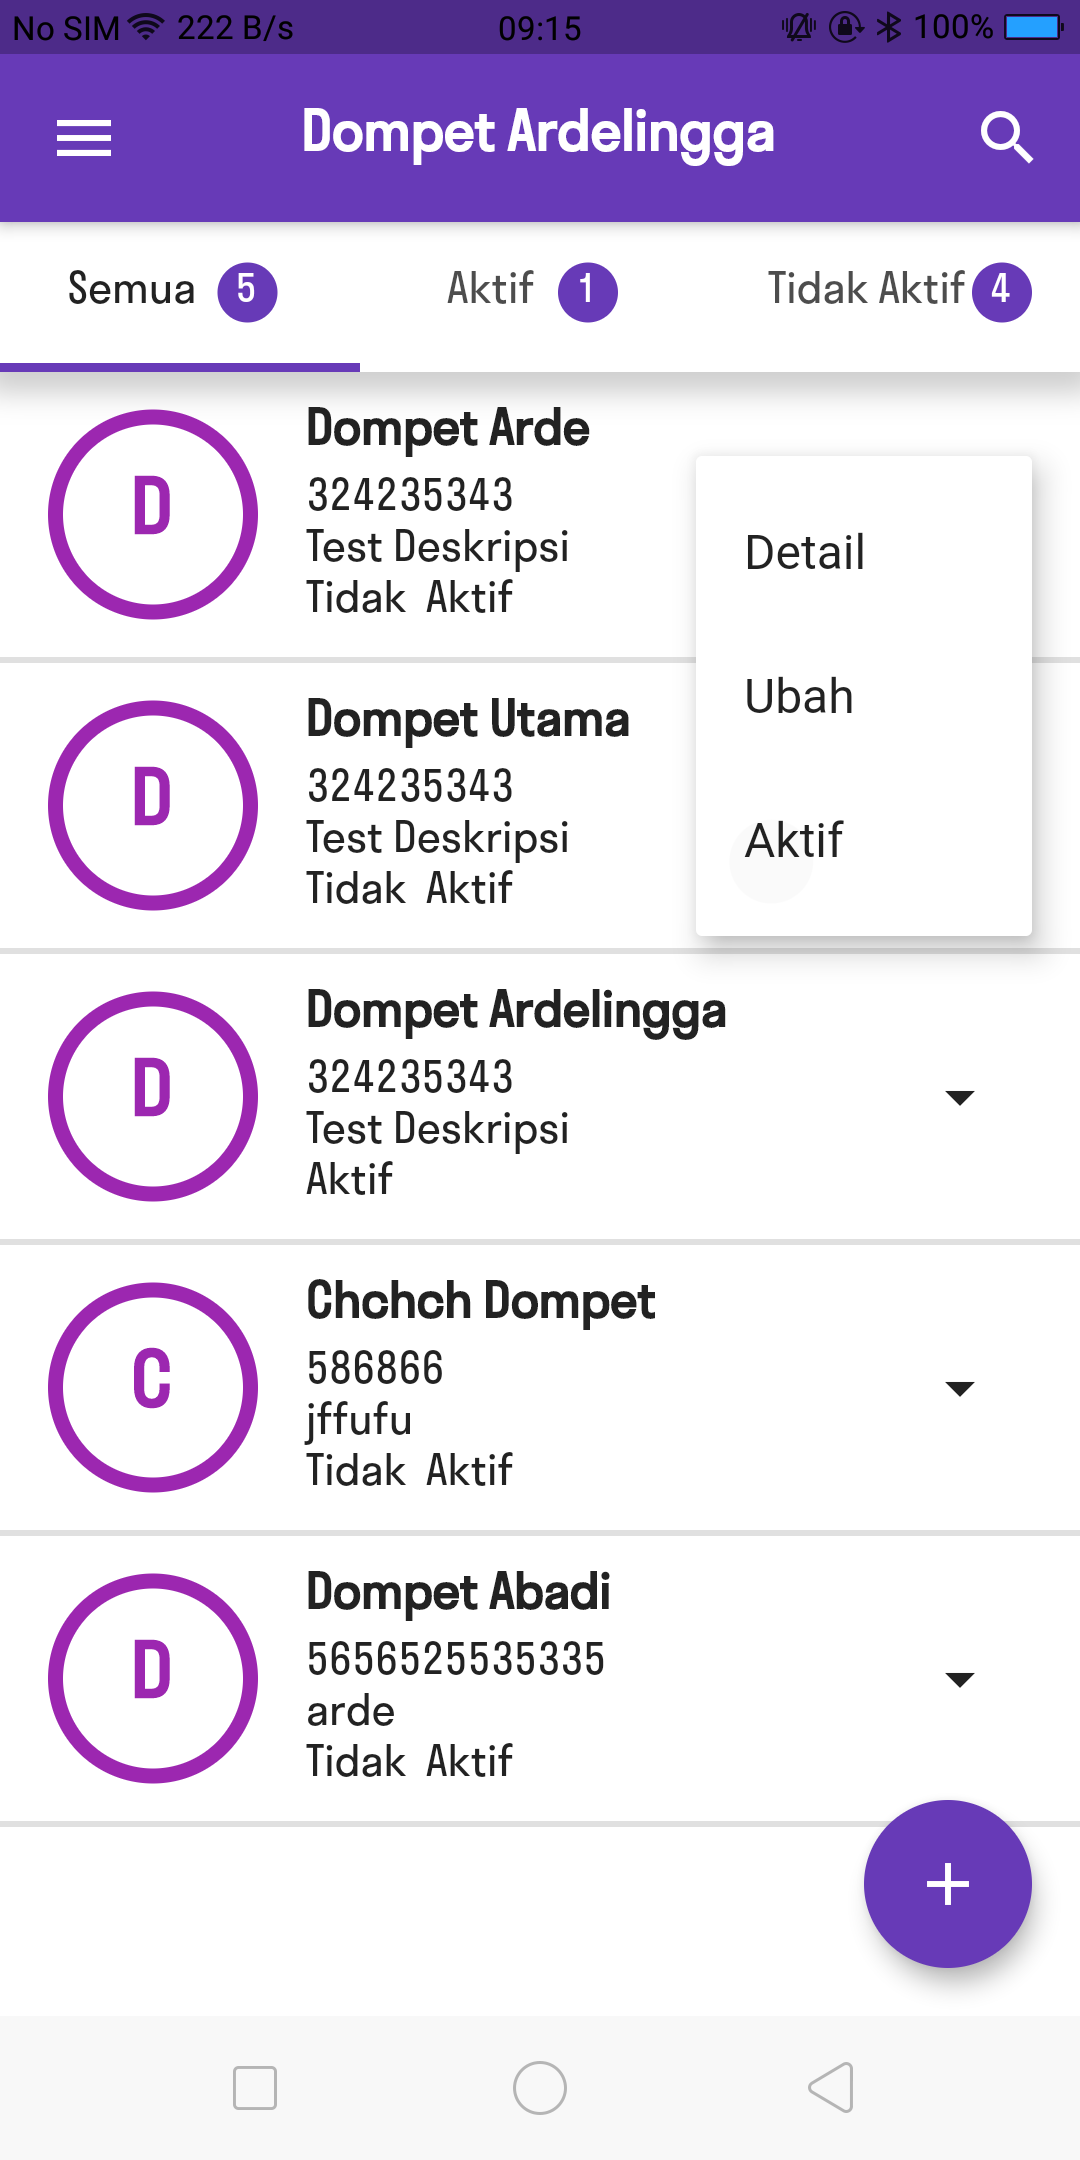 No SIM 222 B/s 09:15 100%
Dompet Ardelingga
Semua 5 Aktif 1 Tidak Aktif 4
D
Dompet Arde
324235343
Test Deskripsi
Tidak Aktif
Detail
Ubah
Aktif
D
Dompet Utama
324235343
Test Deskripsi
Tidak Aktif
D
Dompet Ardelingga
324235343
Test Deskripsi
Aktif
C
Chchch Dompet
586866
jffufu
Tidak Aktif
D
Dompet Abadi
5656525535335
arde
Tidak Aktif